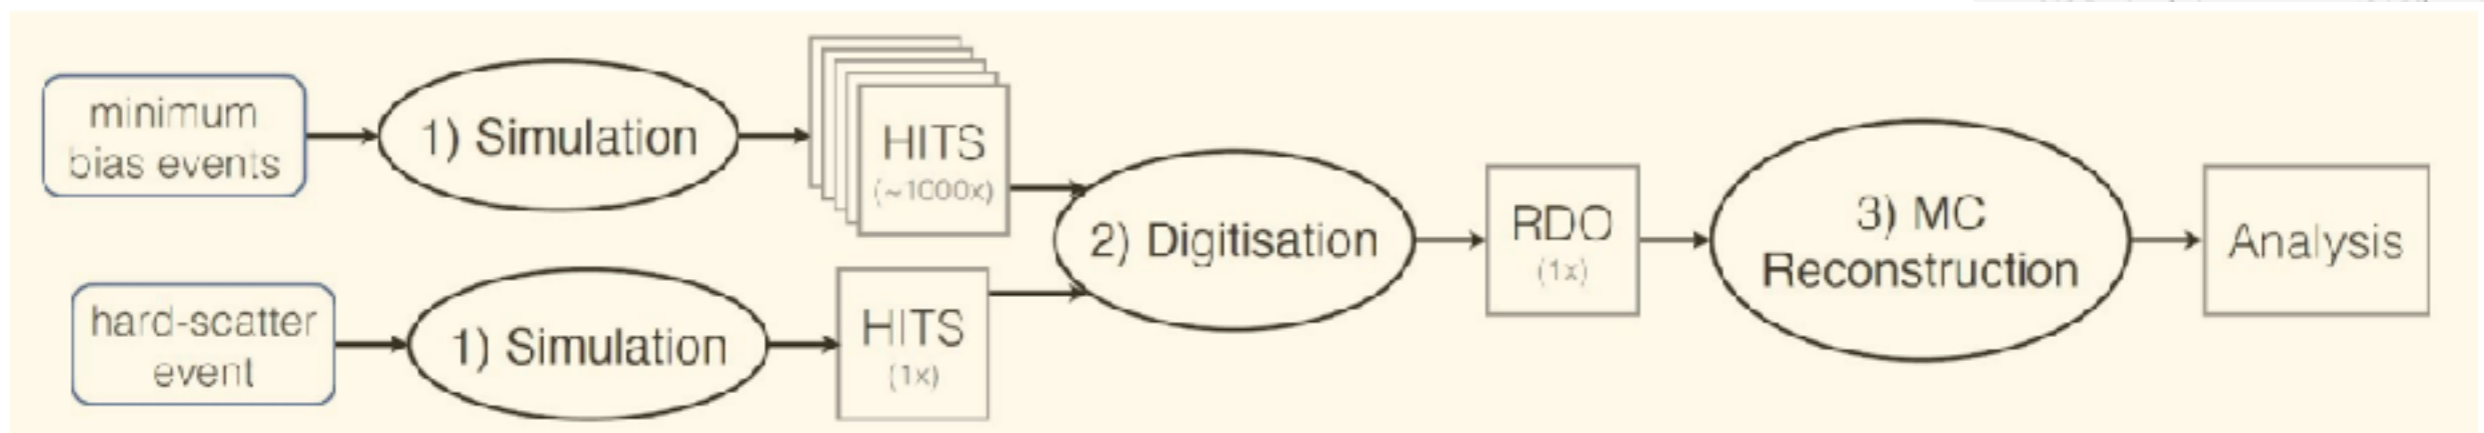 minimum
bias events
1) Simulation
HITS
(~1000x)
hard-scatter
event
1) Simulation
HITS
(1x)
2) Digitisation
RDO
(1x)
3) MC
Reconstruction
Analysis